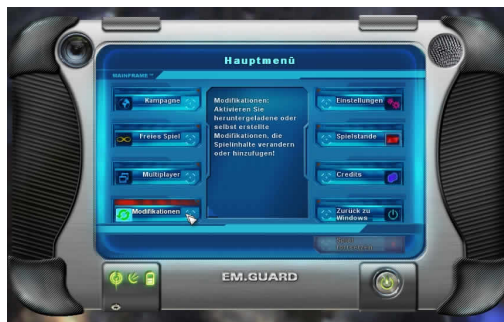 Hauptmenü
MAINFRAME™
Kampagne
Freies Spiel
Multiplayer
Modifikationen
Modifikationen:
Aktivieren Sie
heruntergeladene oder
selbst erstellte
Modifikationen, die
Spielinhalte verändern
oder hinzufügen!
Einstellungen
Spielstände
Credits
Zurück zu
Windows
EM.GUARD